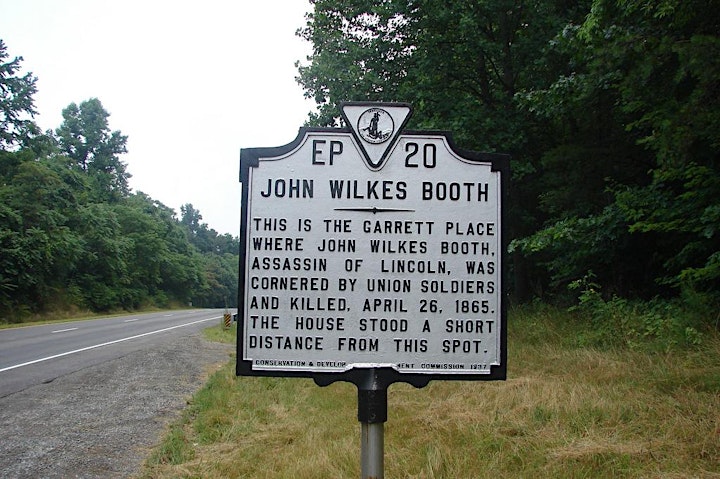 EP 20
JOHN WILKES BOOTH
THIS IS THE GARRETT PLACE
WHERE JOHN WILKES BOOTH,
ASSASSIN OF LINCOLN, WAS
CORNERED BY UNION SOLDIERS
AND KILLED, APRIL 26, 1865.
THE HOUSE STOOD A SHORT
DISTANCE FROM THIS SPOT.
CONSERVATION & DEVELOPMENT COMMISSION 1937